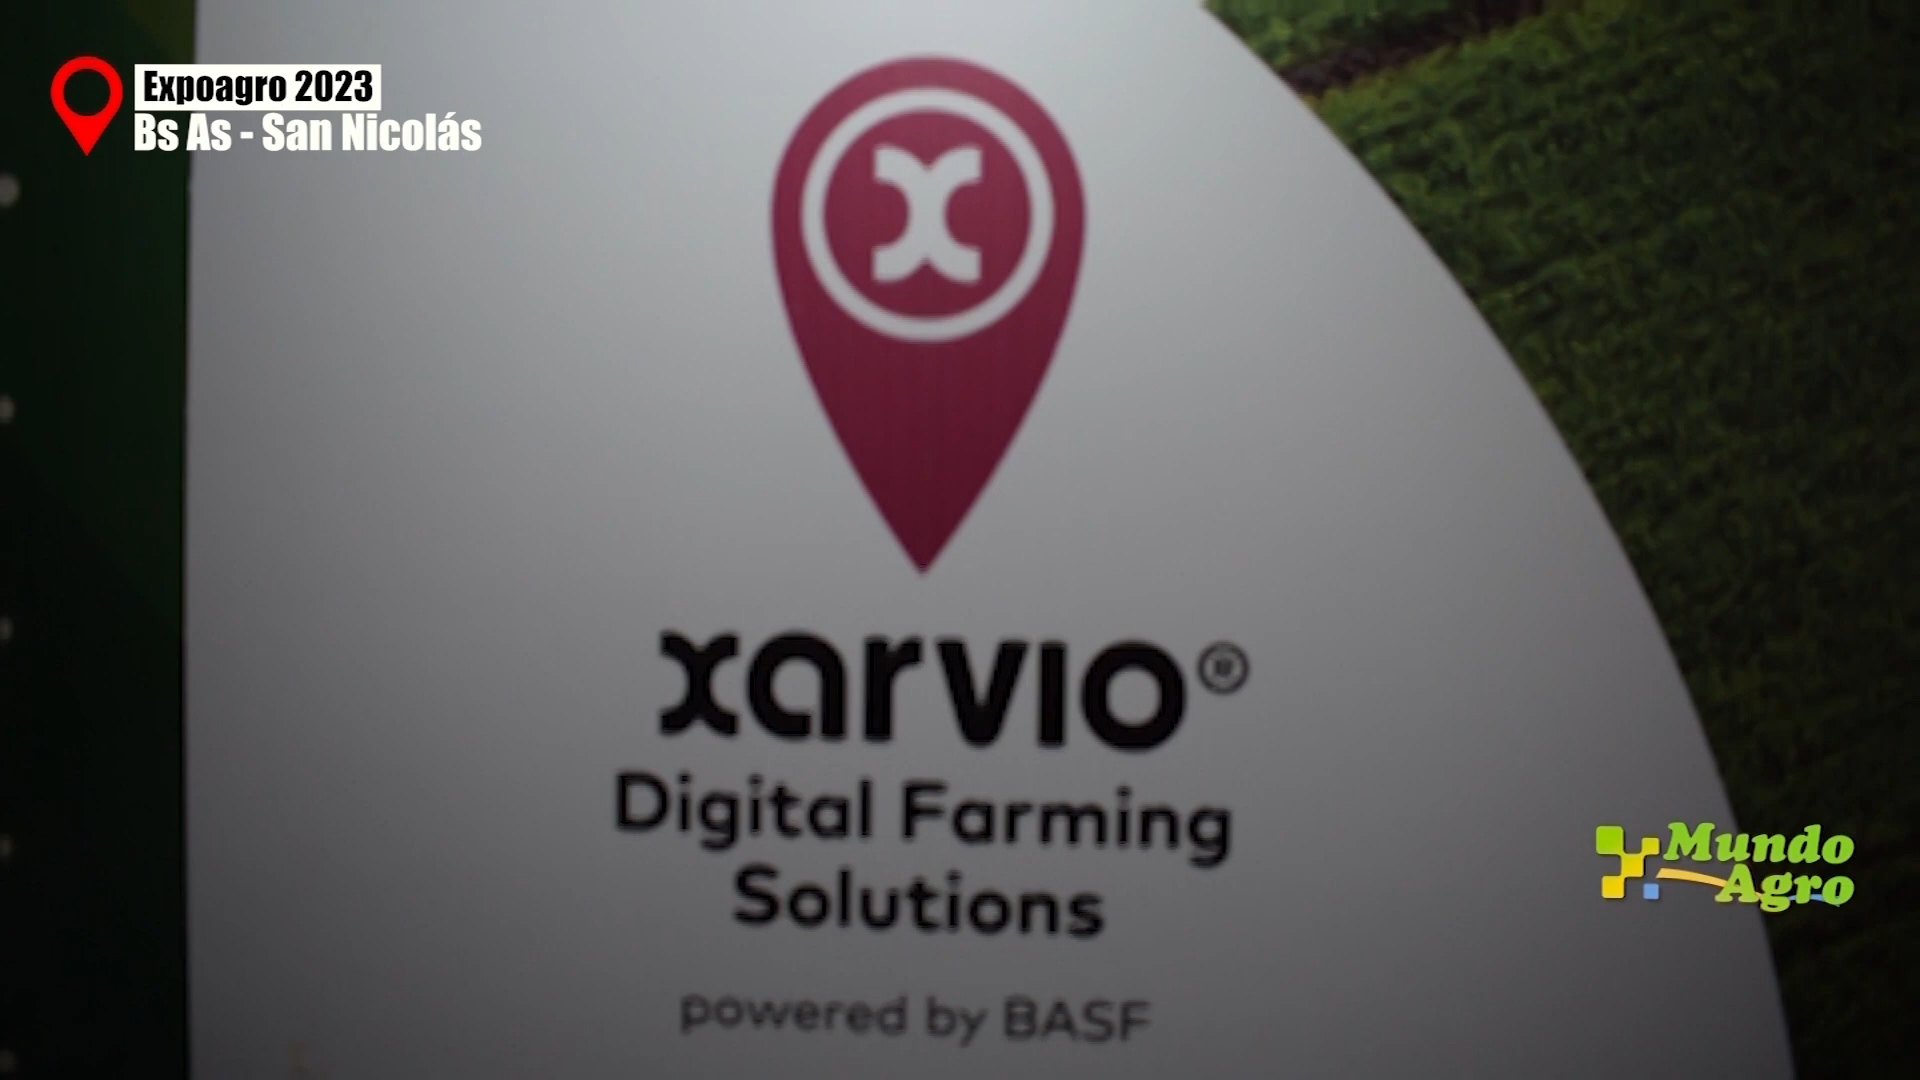 Expoagro 2023
Bs As - San Nicolás
xarvio®
Digital Farming
Solutions
powered by BASF
Mundo
Agro